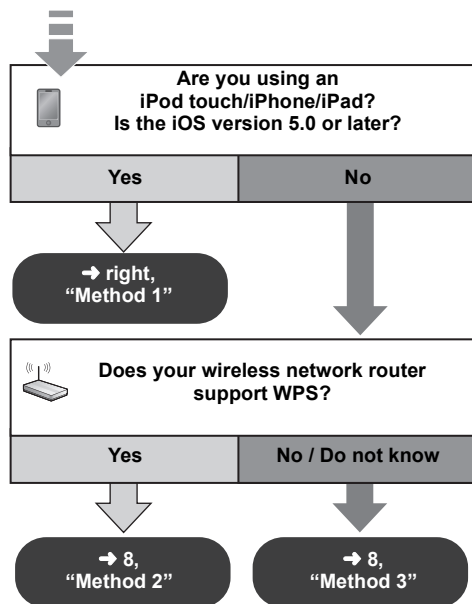 Are you using an
iPod touch/iPhone/iPad?
Is the iOS version 5.0 or later?
Yes
No
➜ right,
“Method 1”
Does your wireless network router
support WPS?
Yes
No / Do not know
➜ 8,
“Method 2”
➜ 8,
“Method 3”